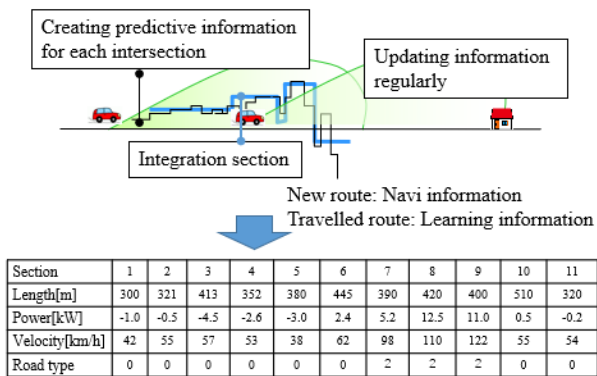 Creating predictive information
for each intersection
Updating information
regularly
Integration section
New route: Navi information
Travelled route: Learning information
Section 1 2 3 4 5 6 7 8 9 10 11
Length[m] 300 321 413 352 380 445 390 420 400 510 320
Power[kW] -1.0 -0.5 -4.5 -2.6 -3.0 2.4 5.2 12.5 11.0 0.5 -0.2
Velocity[km/h] 42 55 57 53 38 62 98 110 122 55 54
Road type 0 0 0 0 0 0 2 2 2 0 0